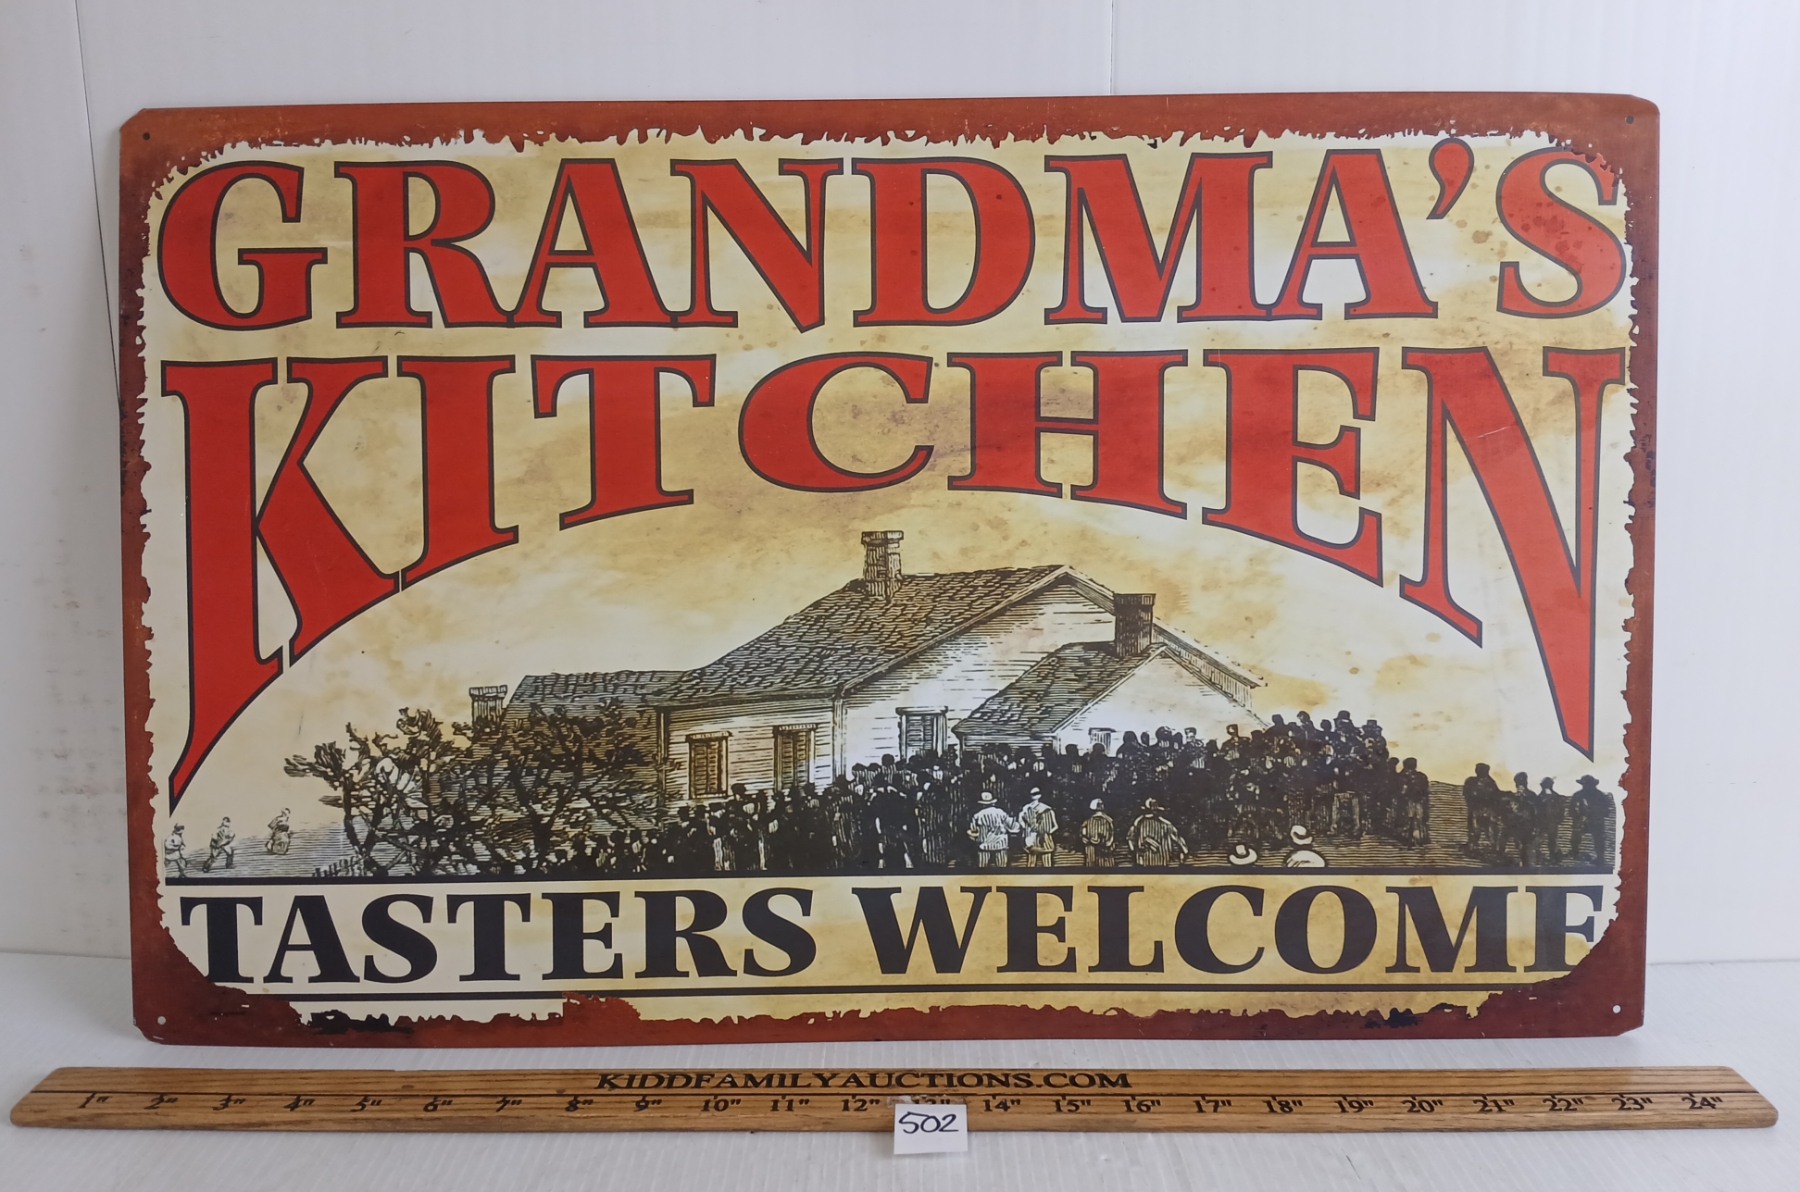 GRANDMA'S
KITCHEN
TASTERS WELCOME
KIDDFAMILYAUCTIONS.COM
1" 2" 3" 4" 5" 6" 7" 8" 9" 10" 11" 12" 13" 14" 15" 16" 17" 18" 19" 20" 21" 22" 23" 24"
502